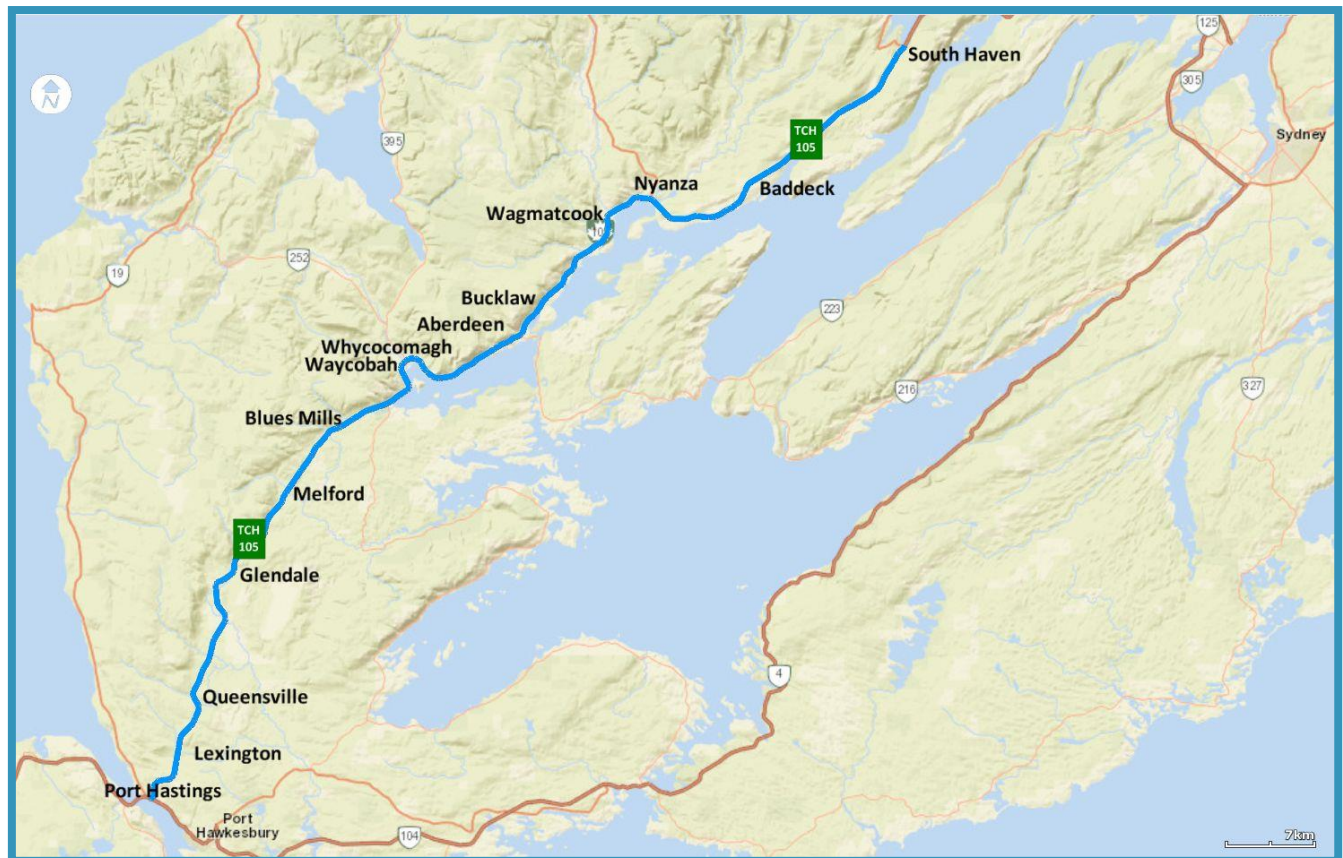 125
South Haven
N
305
TCH
105
Sydney
395
Nyanza
Baddeck
Wagmatcook
10
252
19
Bucklaw
223
Aberdeen
Whycocomagh
Waycobah
216
327
Blues Mills
Melford
TCH
105
Glendale
4
Queensville
Lexington
Port Hastings
Port
Hawkesbury
104
7km